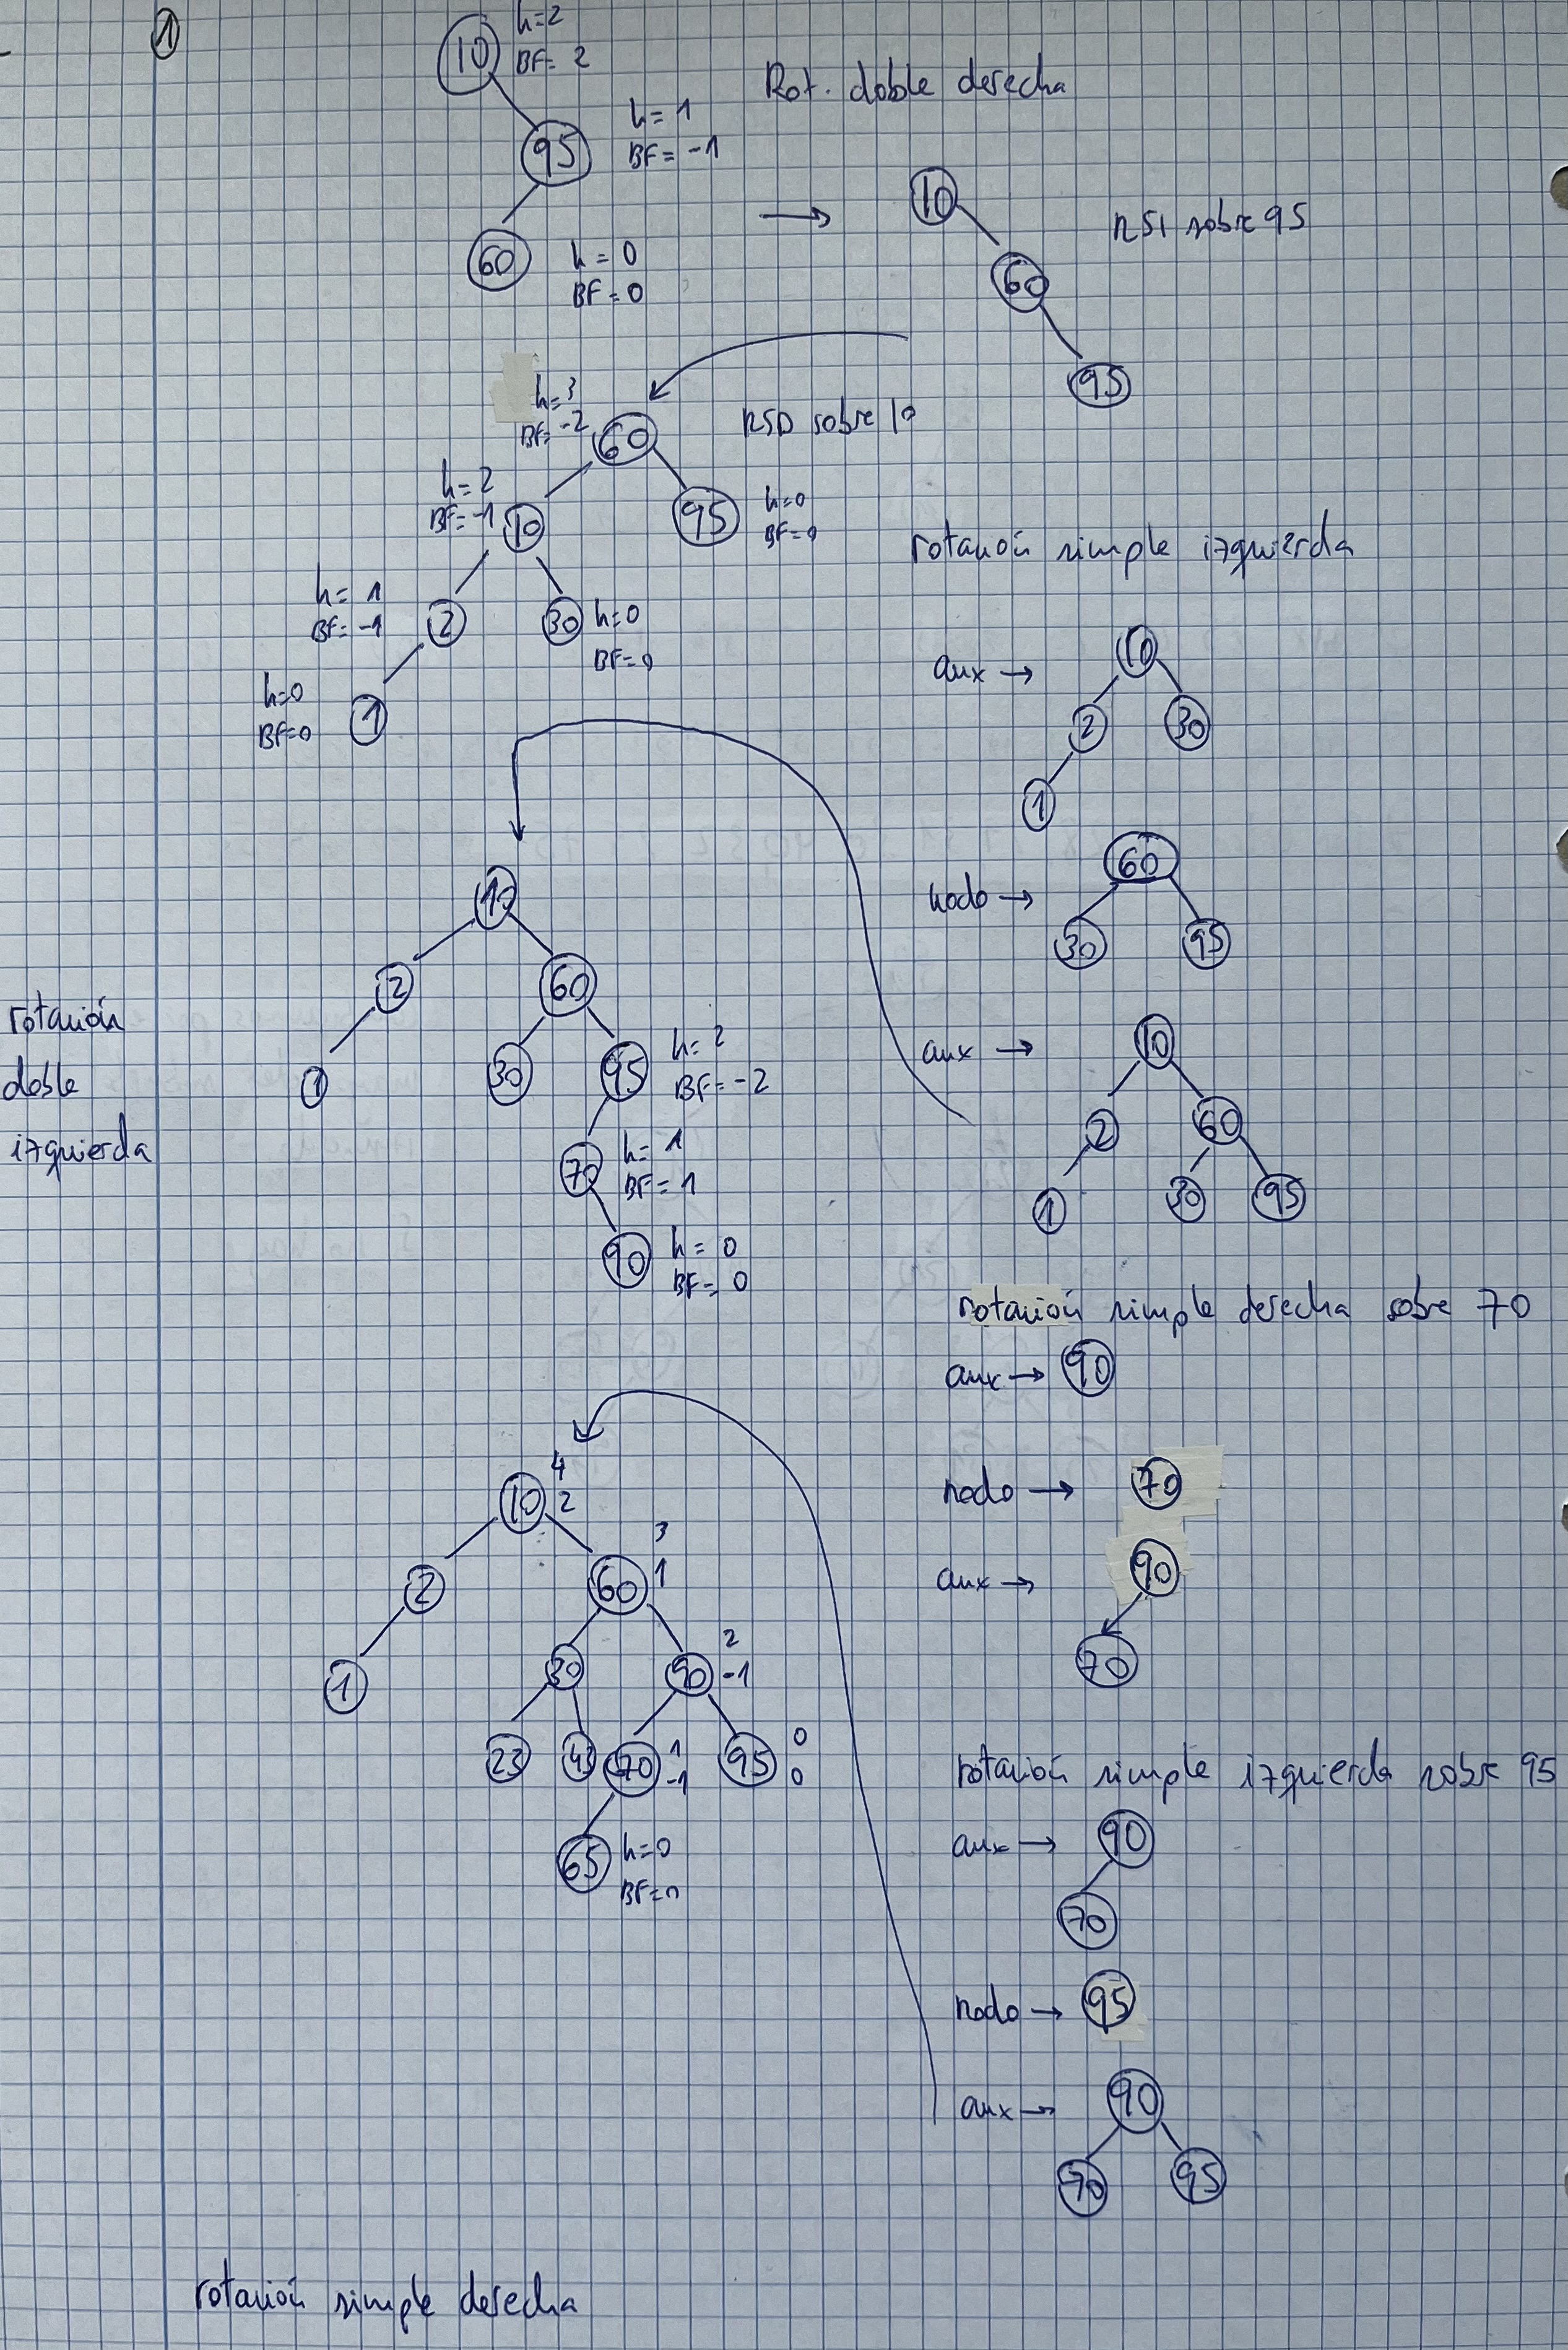 1
10 h=2
BF= 2
Rot. doble derecha
95 h= 1
BF= -1
60 h= 0
BF= 0
→
10
RSI sobre 95
60
95
h=3
BF=-2
60
RSD sobre 10
h=2
BF=-1
10
95 h=0
BF=0
h= 1
BF= -1
2
30 h=0
BF=0
h=0
BF=0
1
rotación simple izquierda
aux → 10
2 30
1
nodo → 60
30 95
aux → 10
2 60
1 30 95
rotación
doble
izquierda
10
2 60
1 30 95 h= 2
BF= -2
70 h= 1
BF= 1
90 h= 0
BF= 0
rotación simple derecha sobre 70
aux → 90
nodo → 70
aux → 90
70
rotación simple izquierda sobre 95
aux → 90
70
nodo → 95
aux → 90
70 95
10 4
2
2 60 3
1
1 30 90 2
-1
23 43 70 1
-1
95 0
0
65 h=0
BF=0
rotación simple derecha